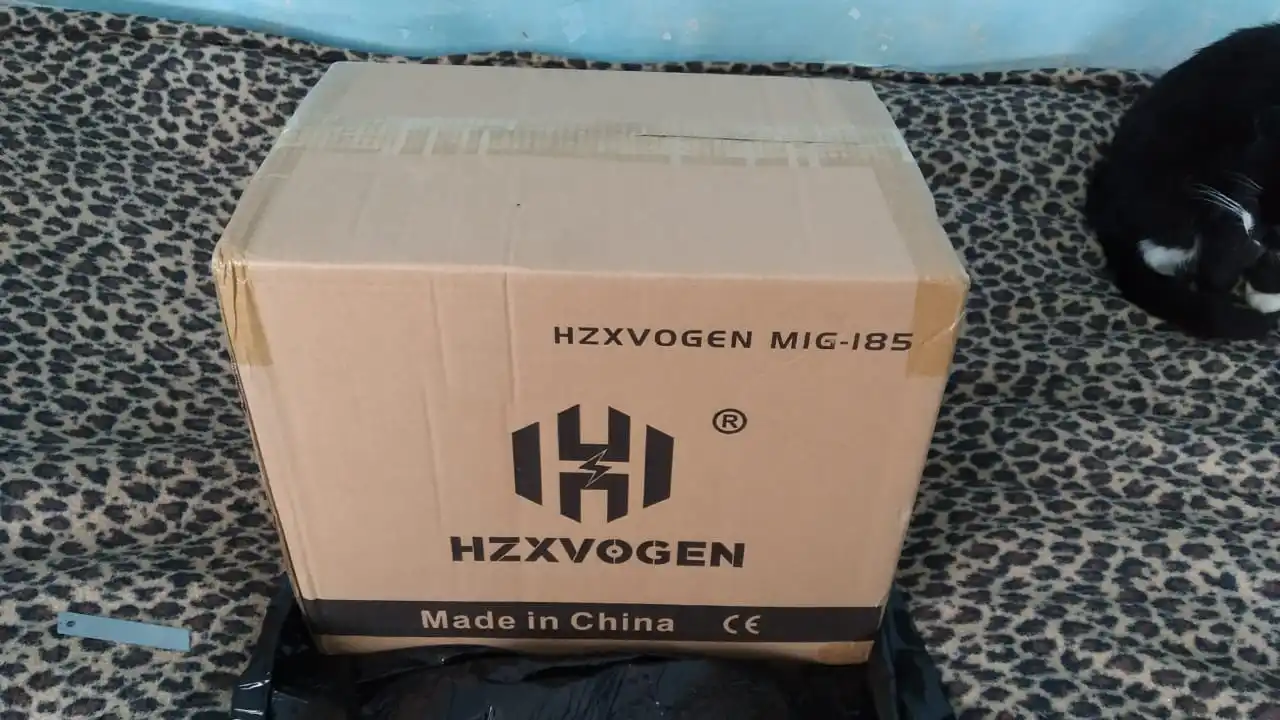 HZXVOGEN MIG-185
®
HZXVOGEN
Made in China CE